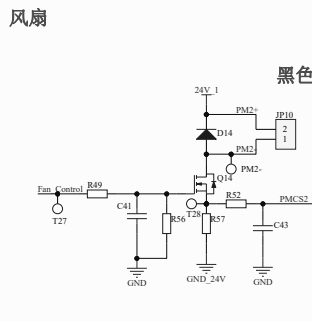 风扇
黑色
24V_1
PM2+
JP10
D14
2
1
PM2-
PM2-
Q14
Fan_Control
R49
R52
PMCS2
C41
T28
T27
R56
R57
C43
GND
GND_24V
GND